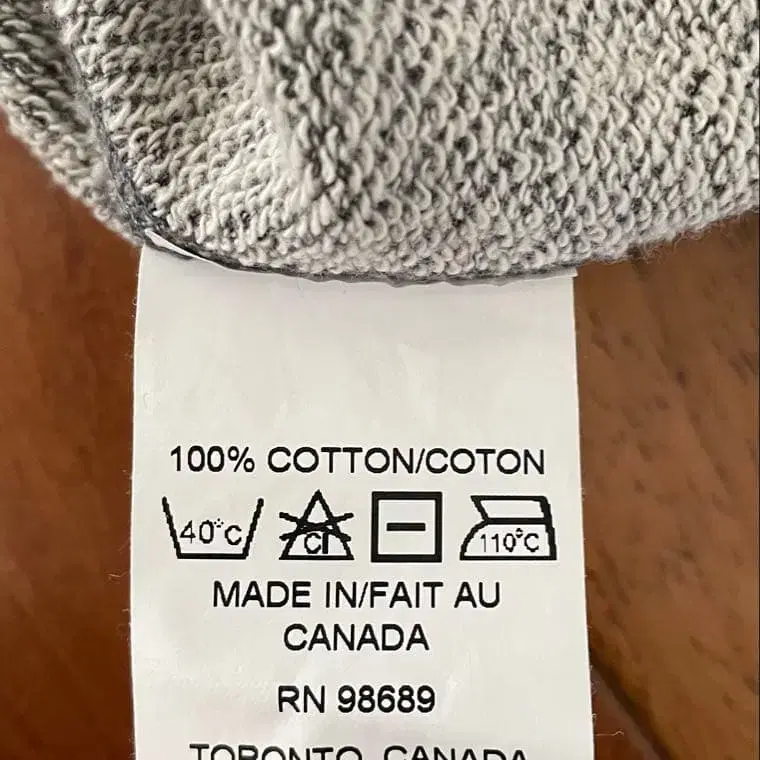 100% COTTON/COTON
40°C Cl 110°C
MADE IN/FAIT AU
CANADA
RN 98689
TORONTO, CANADA